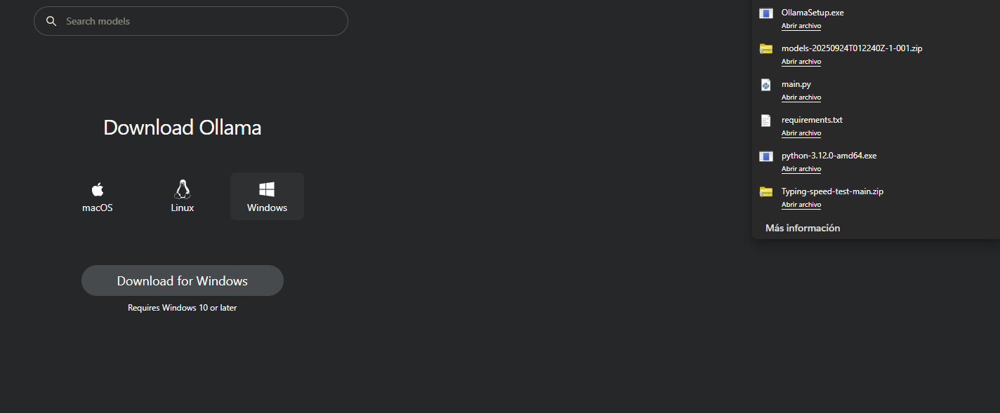 Search models
Download Ollama
macOS
Linux
Windows
Download for Windows
Requires Windows 10 or later
OllamaSetup.exe
Abrir archivo
models-20250924T012240Z-1-001.zip
Abrir archivo
main.py
Abrir archivo
requirements.txt
Abrir archivo
python-3.12.0-amd64.exe
Abrir archivo
Typing-speed-test-main.zip
Abrir archivo
Más información